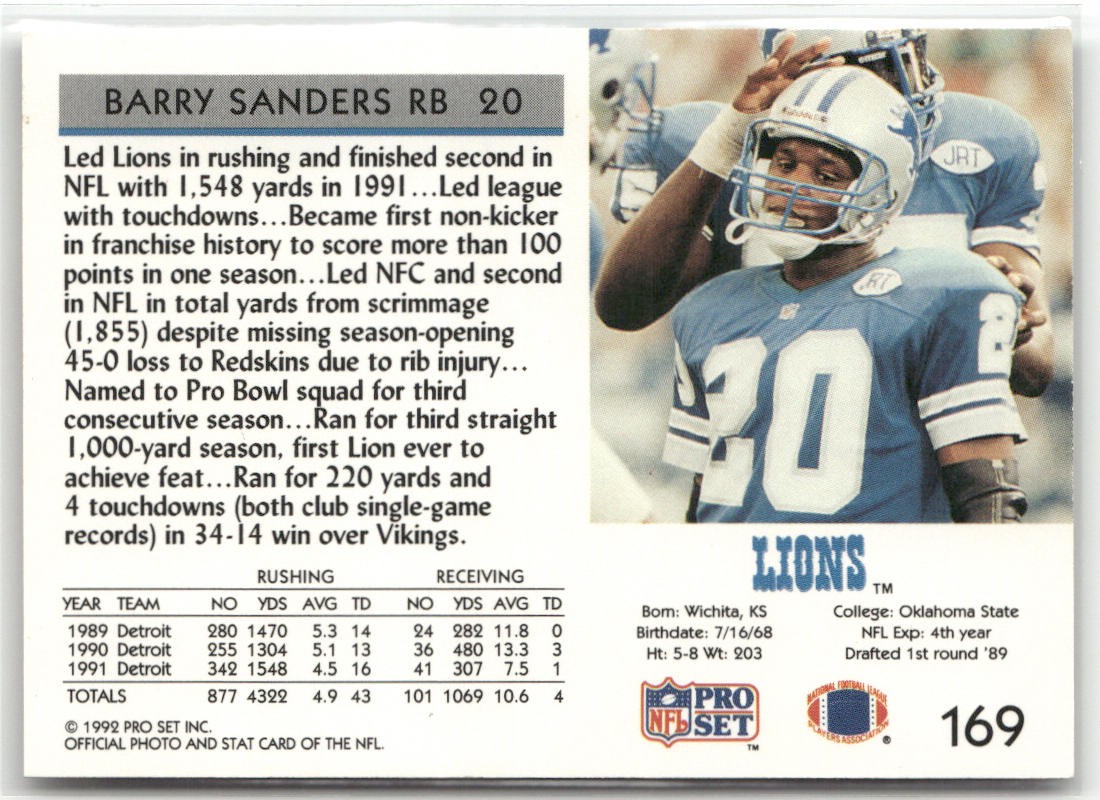 BARRY SANDERS RB 20
Led Lions in rushing and finished second in
NFL with 1,548 yards in 1991...Led league
with touchdowns...Became first non-kicker
in franchise history to score more than 100
points in one season...Led NFC and second
in NFL in total yards from scrimmage
(1,855) despite missing season-opening
45-0 loss to Redskins due to rib injury...
Named to Pro Bowl squad for third
consecutive season...Ran for third straight
1,000-yard season, first Lion ever to
achieve feat...Ran for 220 yards and
4 touchdowns (both club single-game
records) in 34-14 win over Vikings.
RUSHING RECEIVING
YEAR TEAM NO YDS AVG TD NO YDS AVG TD
1989 Detroit 280 1470 5.3 14 24 282 11.8 0
1990 Detroit 255 1304 5.1 13 36 480 13.3 3
1991 Detroit 342 1548 4.5 16 41 307 7.5 1
TOTALS 877 4322 4.9 43 101 1069 10.6 4
© 1992 PRO SET INC.
OFFICIAL PHOTO AND STAT CARD OF THE NFL.
JRT
JRT
20
20
LIONS TM
Born: Wichita, KS
Birthdate: 7/16/68
Ht: 5-8 Wt: 203
College: Oklahoma State
NFL Exp: 4th year
Drafted 1st round '89
NFL PRO SET TM
NATIONAL FOOTBALL LEAGUE
PLAYERS ASSOCIATION ®
169